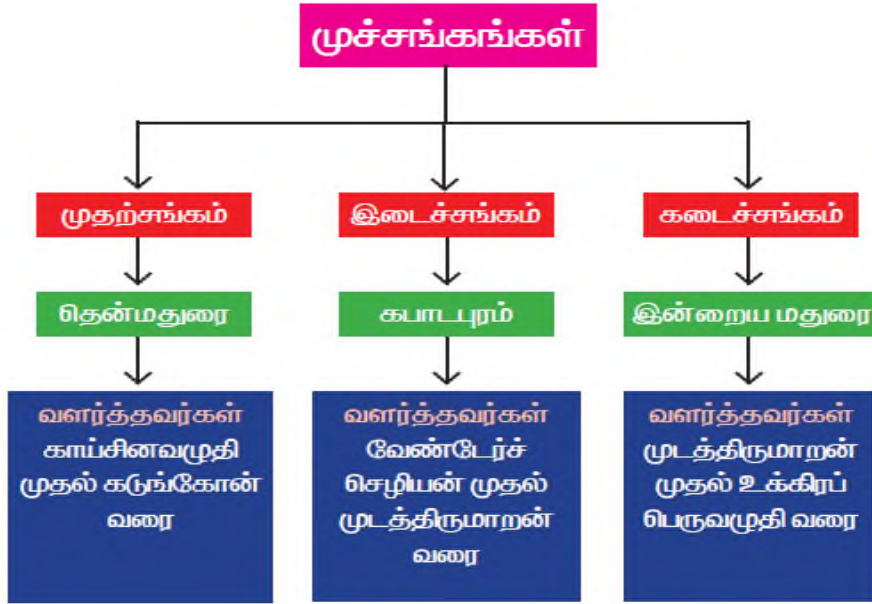 முச்சங்கங்கள்
முதற்சங்கம்
இடைச்சங்கம்
கடைச்சங்கம்
தென்மதுரை
கபாடபுரம்
இன்றைய மதுரை
வளர்த்தவர்கள்
காய்சினவழுதி
முதல் கடுங்கோன்
வரை
வளர்த்தவர்கள்
வேண்டேர்ச்
செழியன் முதல்
முடத்திருமாறன்
வரை
வளர்த்தவர்கள்
முடத்திருமாறன்
முதல் உக்கிரப்
பெருவழுதி வரை